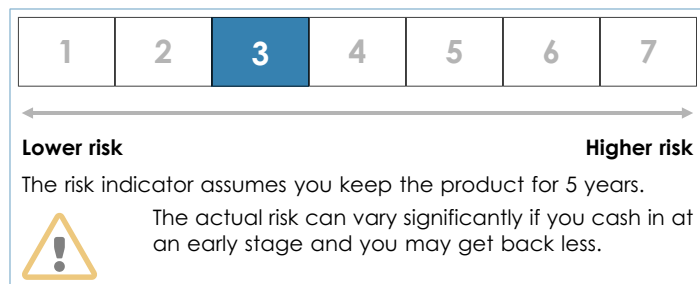 1 2 3 4 5 6 7
Lower risk Higher risk
The risk indicator assumes you keep the product for 5 years.
The actual risk can vary significantly if you cash in at
an early stage and you may get back less.